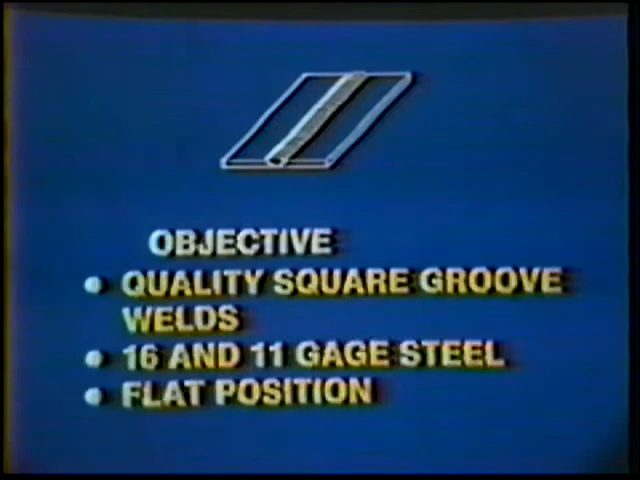 OBJECTIVE
• QUALITY SQUARE GROOVE
WELDS
• 16 AND 11 GAGE STEEL
• FLAT POSITION